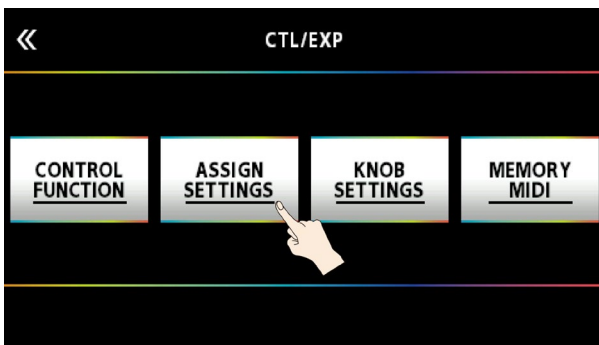 CTL/EXP
CONTROL
FUNCTION
ASSIGN
SETTINGS
KNOB
SETTINGS
MEMORY
MIDI